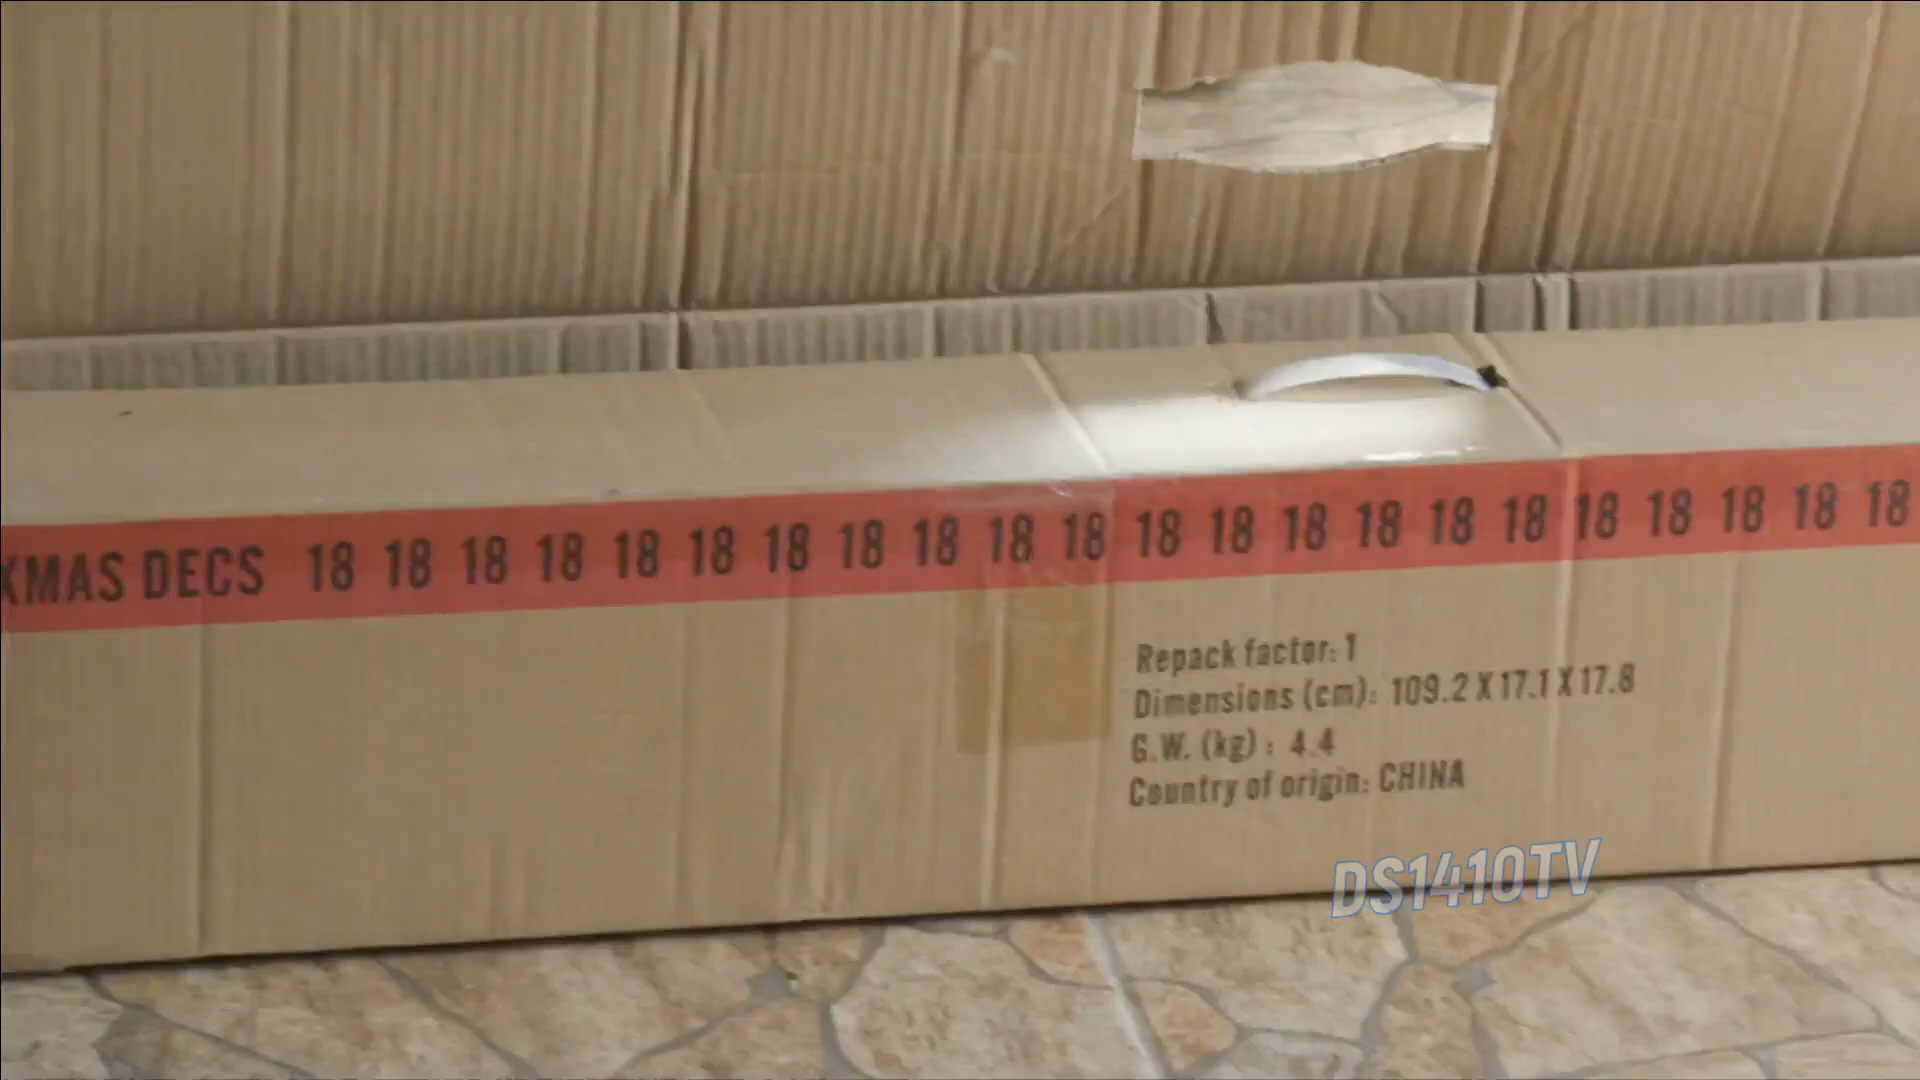 XMAS DECS 18 18 18 18 18 18 18 18 18 18 18 18 18 18 18 18 18 18 18 18 18 18
Repack factor: 1
Dimensions (cm): 109.2 X 17.1 X 17.8
G.W. (kg) : 4.4
Country of origin: CHINA
DS1410TV